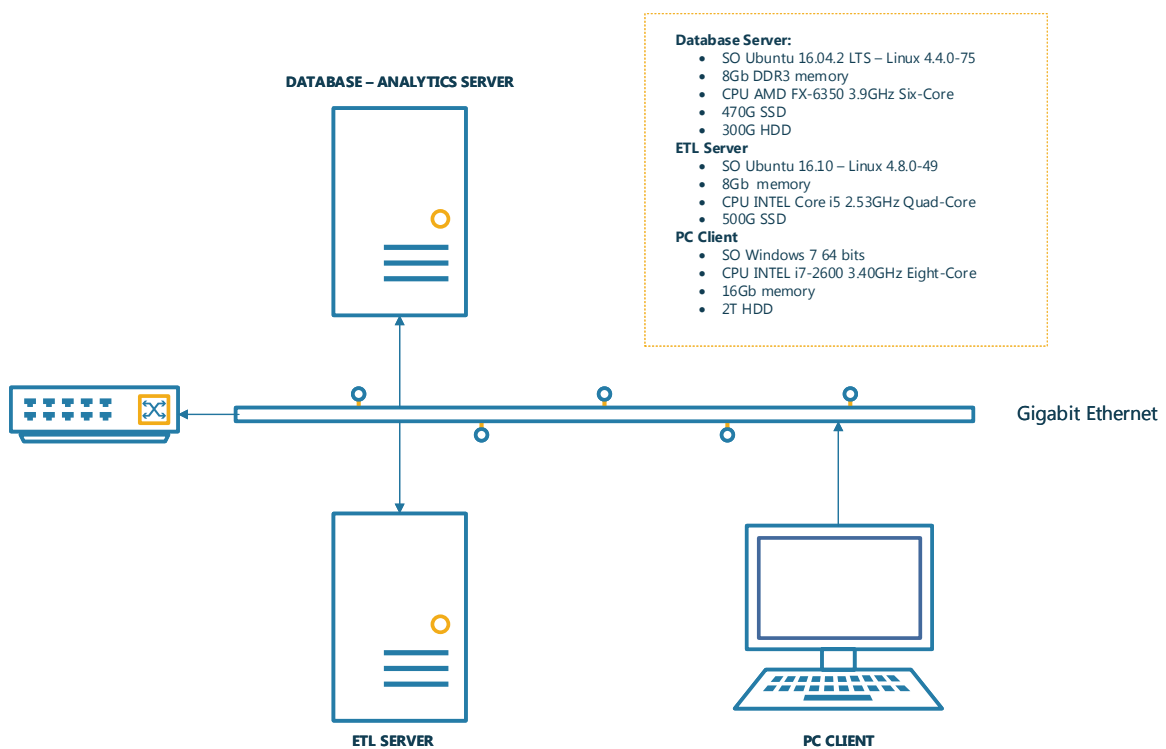 DATABASE – ANALYTICS SERVER
Database Server:
• SO Ubuntu 16.04.2 LTS – Linux 4.4.0-75
• 8Gb DDR3 memory
• CPU AMD FX-6350 3.9GHz Six-Core
• 470G SSD
• 300G HDD
ETL Server
• SO Ubuntu 16.10 – Linux 4.8.0-49
• 8Gb  memory
• CPU INTEL Core i5 2.53GHz Quad-Core
• 500G SSD
PC Client
• SO Windows 7 64 bits
• CPU INTEL i7-2600 3.40GHz Eight-Core
• 16Gb memory
• 2T HDD
Gigabit Ethernet
ETL SERVER
PC CLIENT